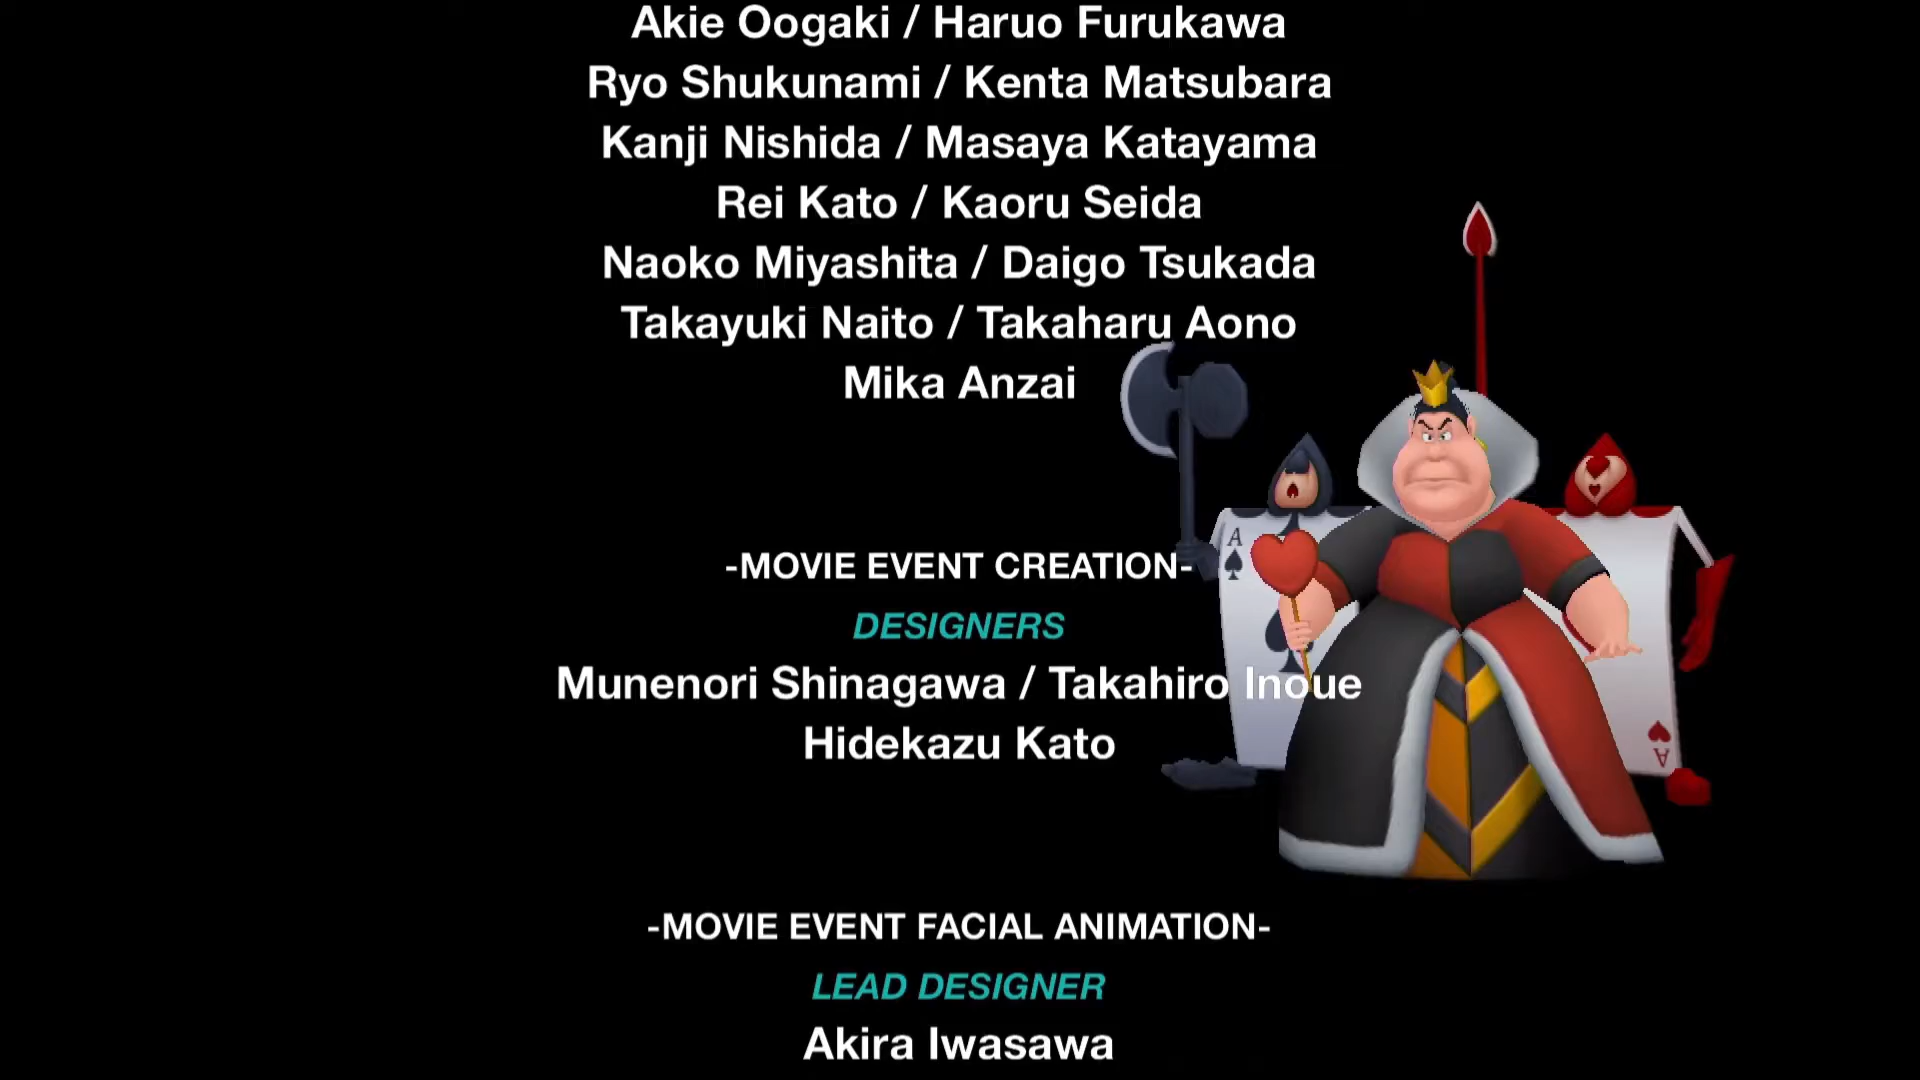 Akie Oogaki / Haruo Furukawa
Ryo Shukunami / Kenta Matsubara
Kanji Nishida / Masaya Katayama
Rei Kato / Kaoru Seida
Naoko Miyashita / Daigo Tsukada
Takayuki Naito / Takaharu Aono
Mika Anzai
-MOVIE EVENT CREATION-
DESIGNERS
Munenori Shinagawa / Takahiro Inoue
Hidekazu Kato
-MOVIE EVENT FACIAL ANIMATION-
LEAD DESIGNER
Akira Iwasawa
A
A